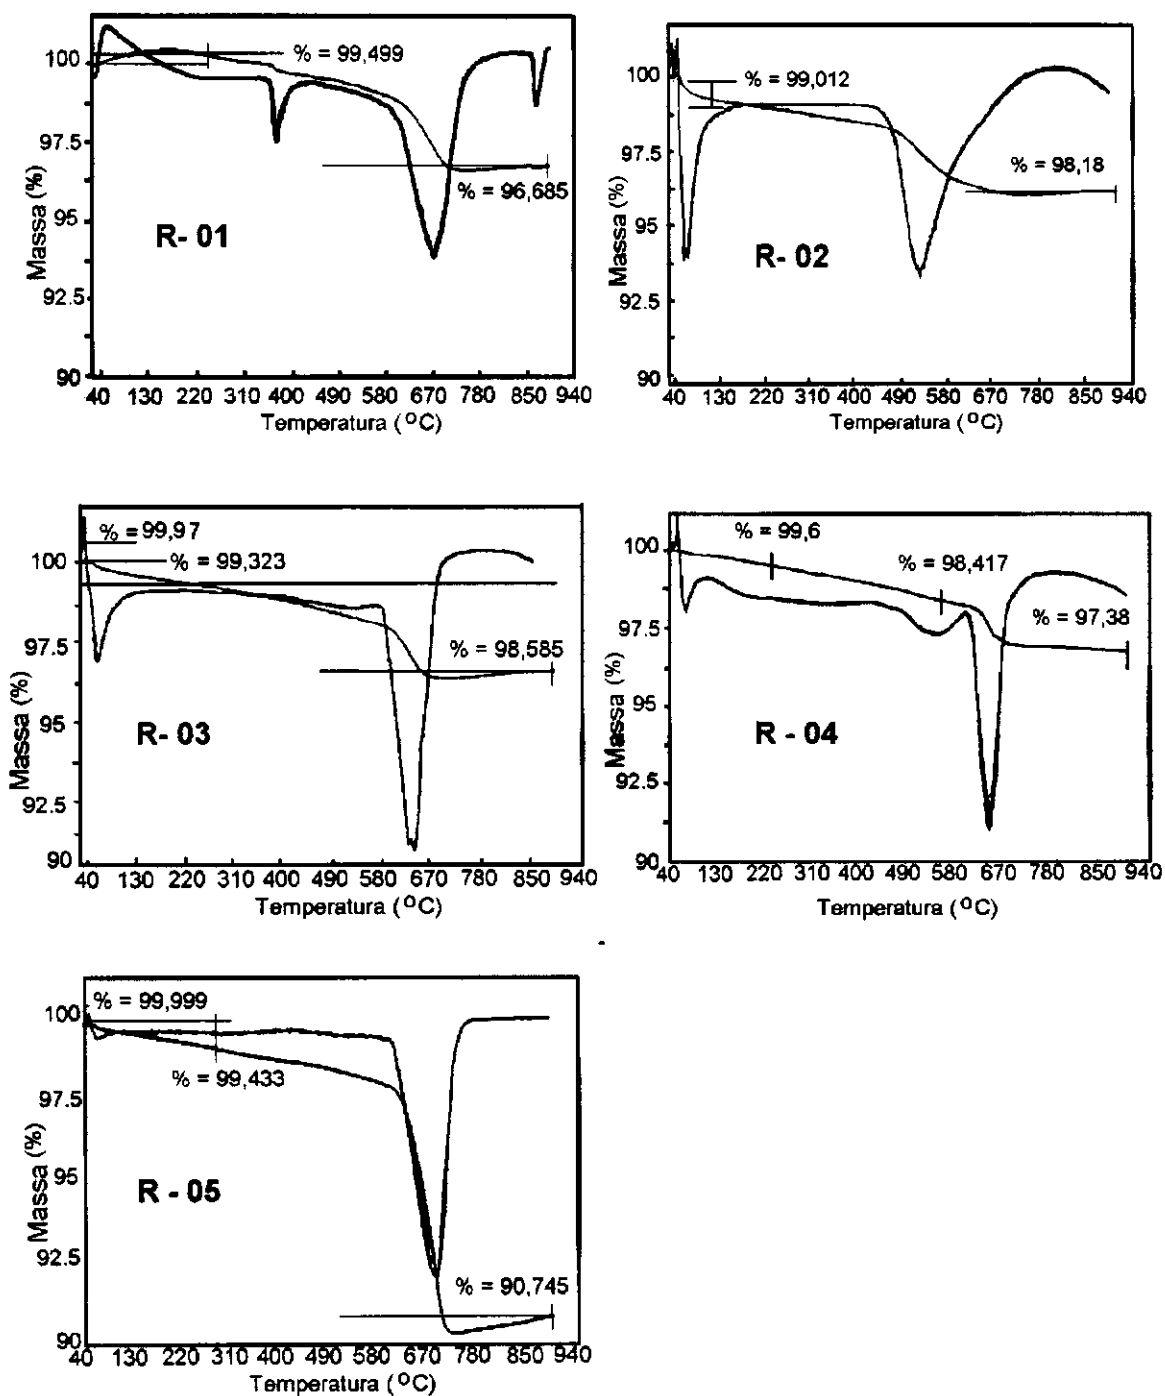 100
97.5
95
92.5
90
Massa (%)
% = 99,499
% = 96,685
R- 01
40 130 220 310 400 490 580 670 780 850 940
Temperatura (ºC)
100
97.5
95
92.5
90
Massa (%)
% = 99,012
% = 98,18
R- 02
40 130 220 310 400 490 580 670 780 850 940
Temperatura (ºC)
100
97.5
95
92.5
90
Massa (%)
% = 99,97
% = 99,323
% = 98,585
R- 03
40 130 220 310 400 490 580 670 780 850 940
Temperatura (ºC)
100
97.5
95
92.5
90
Massa (%)
% = 99,6
% = 98,417
% = 97,38
R - 04
40 130 220 310 400 490 580 670 780 850 940
Temperatura (ºC)
100
97.5
95
92.5
90
Massa (%)
% = 99,999
% = 99,433
% = 90,745
R - 05
40 130 220 310 400 490 580 670 780 850 940
Temperatura (ºC)